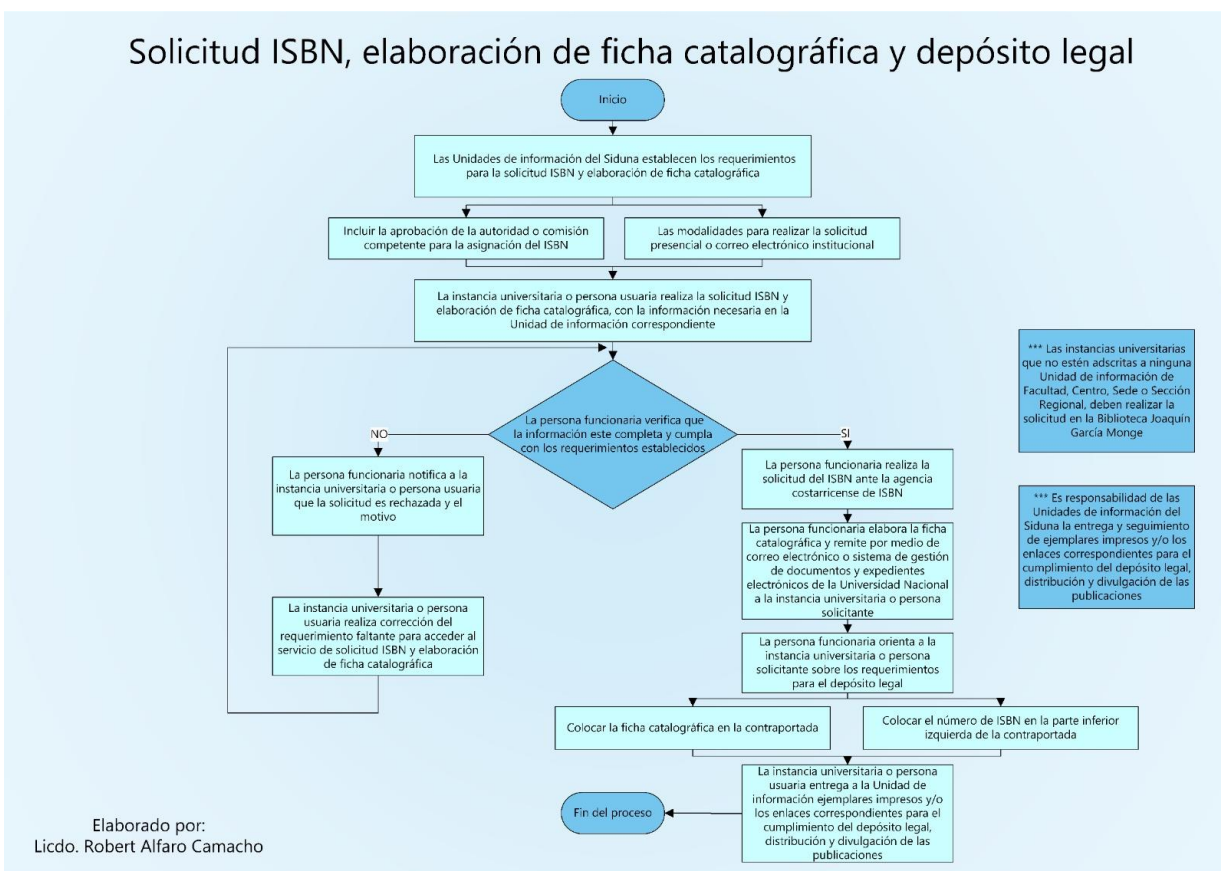 Solicitud ISBN, elaboración de ficha catalográfica y depósito legal
Inicio
Las Unidades de información del Siduna establecen los requerimientos
para la solicitud ISBN y elaboración de ficha catalográfica
Incluir la aprobación de la autoridad o comisión
competente para la asignación del ISBN
Las modalidades para realizar la solicitud
presencial o correo electrónico institucional
La instancia universitaria o persona usuaria realiza la solicitud ISBN y
elaboración de ficha catalográfica, con la información necesaria en la
Unidad de información correspondiente
La persona funcionaria verifica que
la información este completa y cumpla
con los requerimientos establecidos
NO
La persona funcionaria notifica a la
instancia universitaria o persona usuaria
que la solicitud es rechazada y el
motivo
La instancia universitaria o persona
usuaria realiza corrección del
requerimiento faltante para acceder al
servicio de solicitud ISBN y elaboración
de ficha catalográfica
SI
La persona funcionaria realiza la
solicitud del ISBN ante la agencia
costarricense de ISBN
La persona funcionaria elabora la ficha
catalográfica y remite por medio de
correo electrónico o sistema de gestión
de documentos y expedientes
electrónicos de la Universidad Nacional
a la instancia universitaria o persona
solicitante
La persona funcionaria orienta a la
instancia universitaria o persona
solicitante sobre los requerimientos
para el depósito legal
Colocar la ficha catalográfica en la contraportada
Colocar el número de ISBN en la parte inferior
izquierda de la contraportada
La instancia universitaria o persona
usuaria entrega a la Unidad de
información ejemplares impresos y/o
los enlaces correspondientes para el
cumplimiento del depósito legal,
distribución y divulgación de las
publicaciones
Fin del proceso
*** Las instancias universitarias
que no estén adscritas a ninguna
Unidad de información de
Facultad, Centro, Sede o Sección
Regional, deben realizar la
solicitud en la Biblioteca Joaquín
García Monge
*** Es responsabilidad de las
Unidades de información del
Siduna la entrega y seguimiento
de ejemplares impresos y/o los
enlaces correspondientes para el
cumplimiento del depósito legal,
distribución y divulgación de las
publicaciones
Elaborado por:
Licdo. Robert Alfaro Camacho